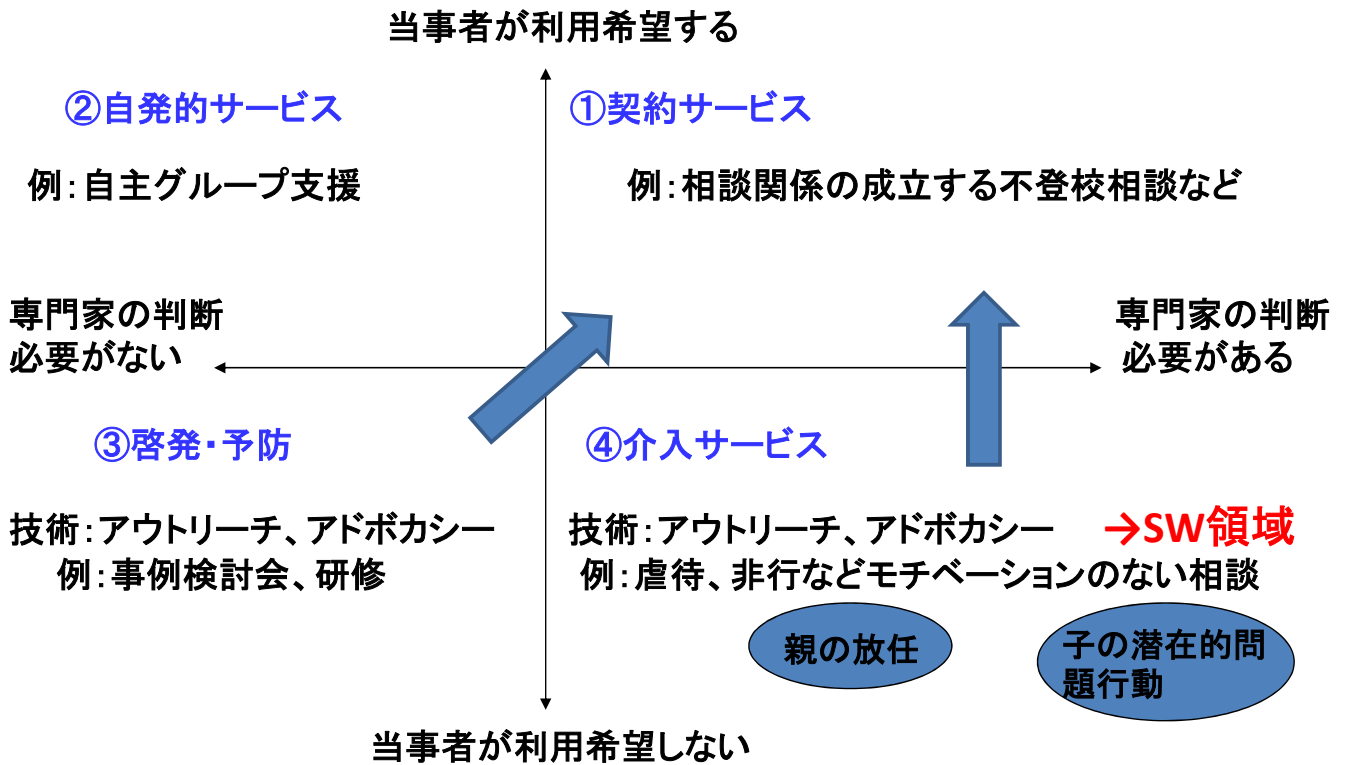 当事者が利用希望する
②自発的サービス
①契約サービス
例:自主グループ支援
例:相談関係の成立する不登校相談など
専門家の判断
必要がない
専門家の判断
必要がある
③啓発・予防
④介入サービス
技術:アウトリーチ、アドボカシー
例:事例検討会、研修
技術:アウトリーチ、アドボカシー →SW領域
例:虐待、非行などモチベーションのない相談
親の放任
子の潜在的問
題行動
当事者が利用希望しない